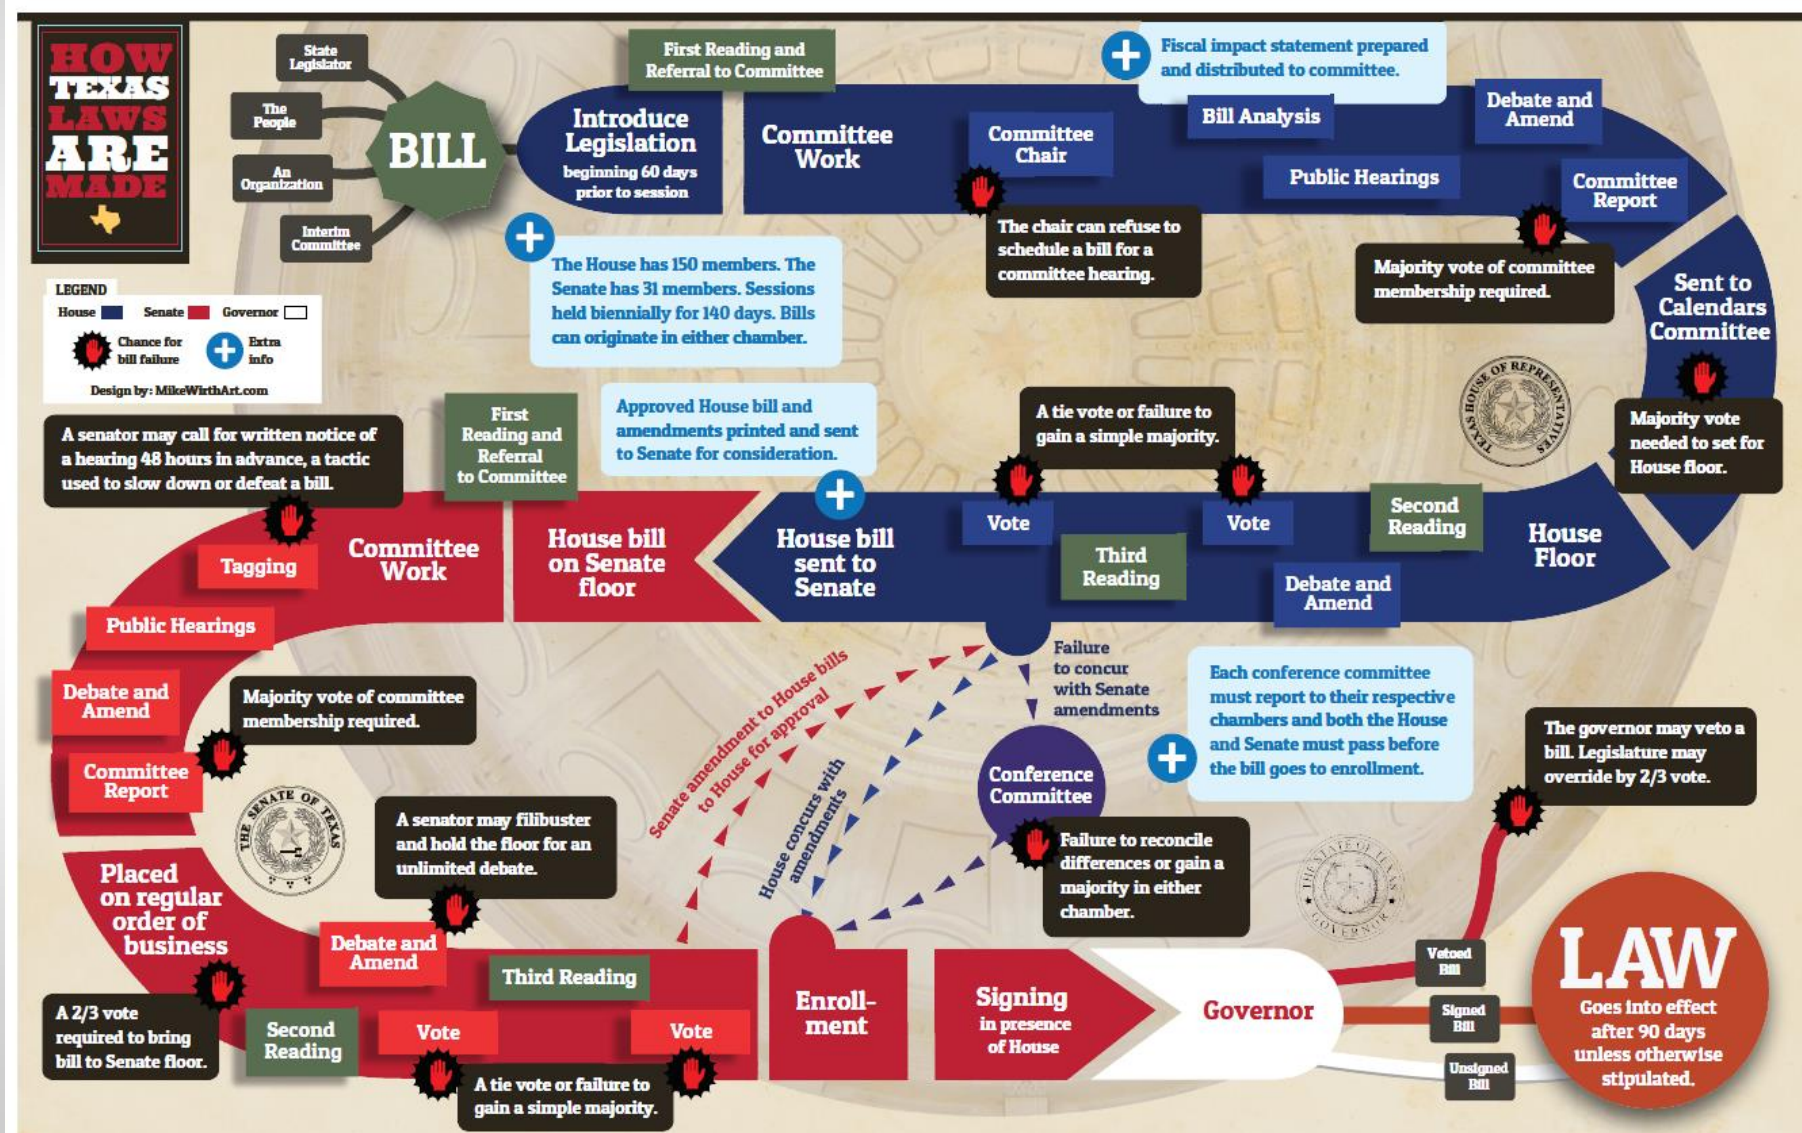 HOW
TEXAS
LAWS
ARE
MADE
State
Legislator
The
People
An
Organization
Interim
Committee
BILL
Introduce
Legislation
beginning 60 days
prior to session
First Reading and
Referral to Committee
Committee
Work
Committee
Chair
The chair can refuse to
schedule a bill for a
committee hearing.
Fiscal impact statement prepared
and distributed to committee.
Bill Analysis
Public Hearings
Debate and
Amend
Committee
Report
Majority vote of committee
membership required.
The House has 150 members. The
Senate has 31 members. Sessions
held biennially for 140 days. Bills
can originate in either chamber.
LEGEND
House
Senate
Governor
Chance for
bill failure
Extra
info
Design by: MikeWirthArt.com
Sent to
Calendars
Committee
Majority vote
needed to set for
House floor.
TEXAS HOUSE OF REPRESENTATIVES
House
Floor
Second
Reading
Debate and
Amend
Vote
Third
Reading
Vote
A tie vote or failure to
gain a simple majority.
House bill
sent to
Senate
Approved House bill and
amendments printed and sent
to Senate for consideration.
House bill
on Senate
floor
First
Reading and
Referral
to Committee
Committee
Work
A senator may call for written notice of
a hearing 48 hours in advance, a tactic
used to slow down or defeat a bill.
Tagging
Public Hearings
Debate and
Amend
Committee
Report
Majority vote of committee
membership required.
THE SENATE OF TEXAS
Placed
on regular
order of
business
A 2/3 vote
required to bring
bill to Senate floor.
Second
Reading
Debate and
Amend
A senator may filibuster
and hold the floor for an
unlimited debate.
Vote
Third Reading
Vote
A tie vote or failure to
gain a simple majority.
Senate amendment to House bills
to House for approval
House concurs with
amendments
Failure
to concur
with Senate
amendments
Conference
Committee
Failure to reconcile
differences or gain a
majority in either
chamber.
Each conference committee
must report to their respective
chambers and both the House
and Senate must pass before
the bill goes to enrollment.
Enroll-
ment
Signing
in presence
of House
Governor
THE STATE OF TEXAS
GOVERNOR
The governor may veto a
bill. Legislature may
override by 2/3 vote.
Vetoed
Bill
Signed
Bill
Unsigned
Bill
LAW
Goes into effect
after 90 days
unless otherwise
stipulated.